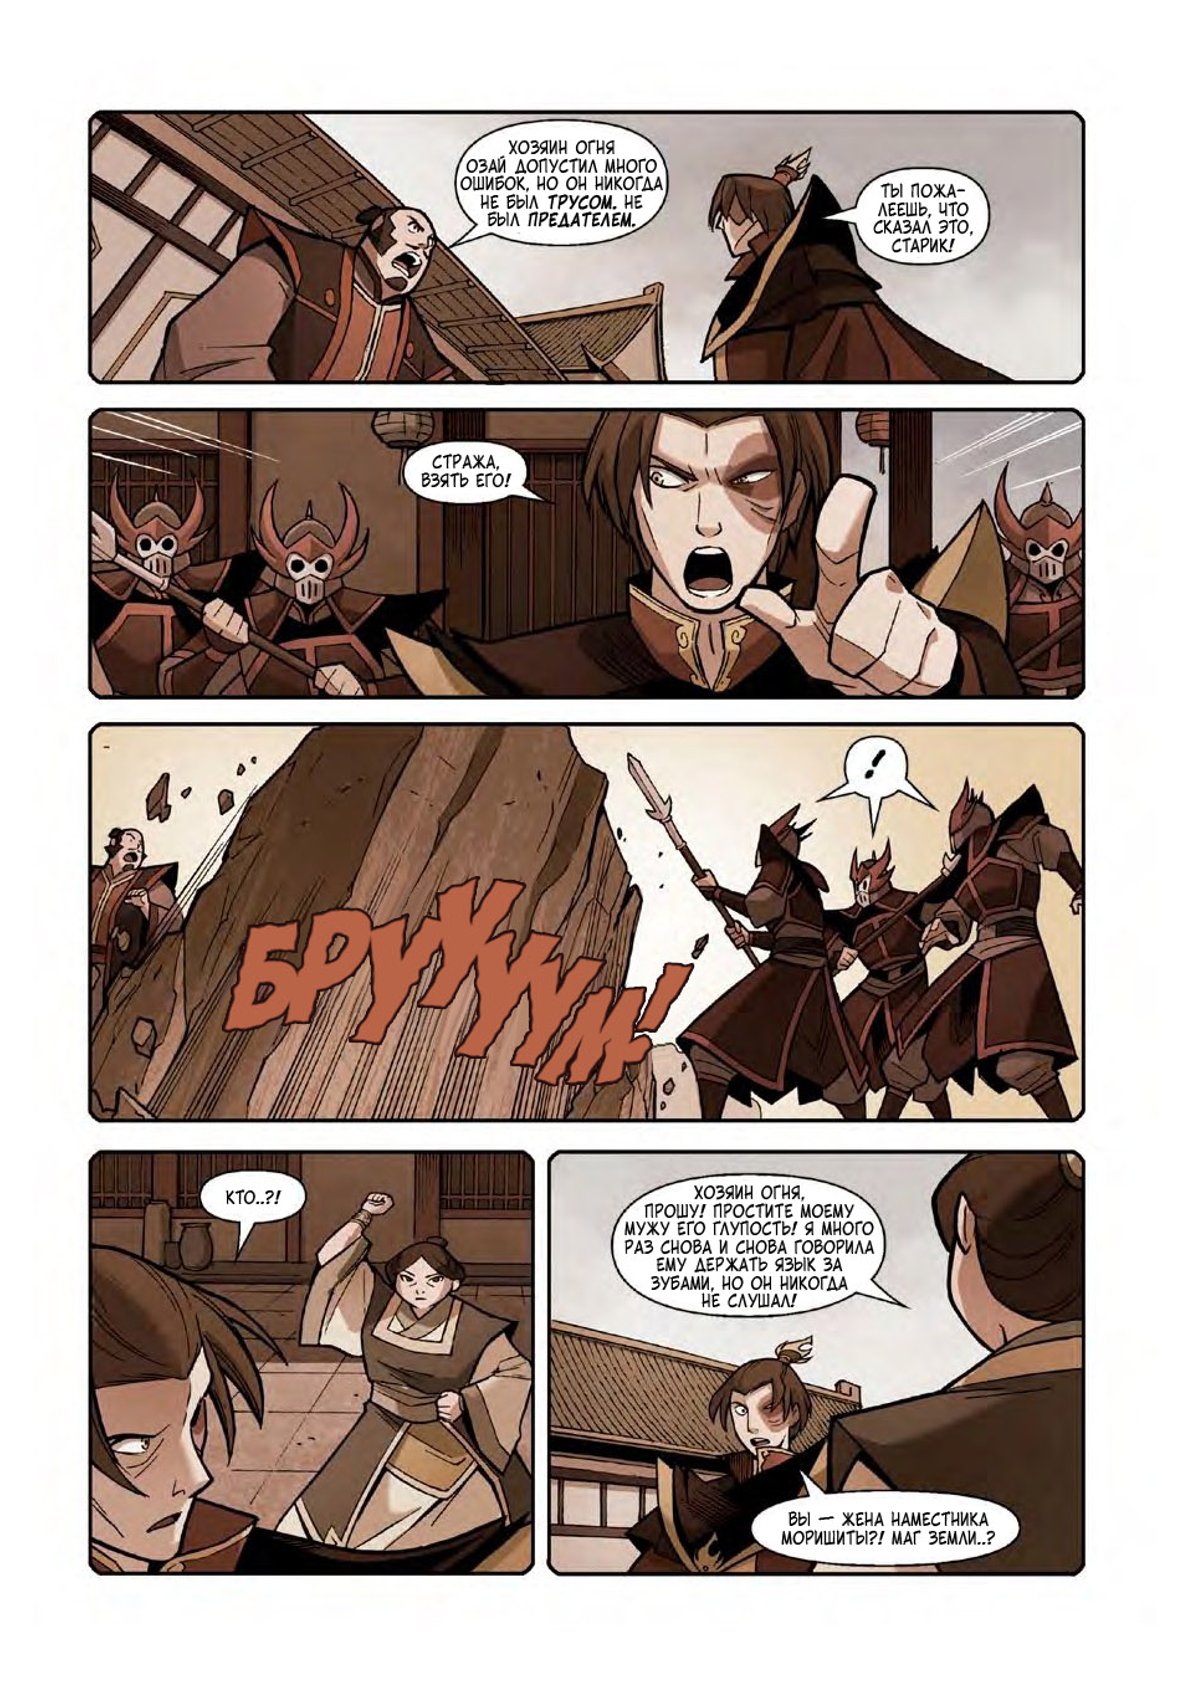 ХОЗЯИН ОГНЯ
ОЗАЙ ДОПУСТИЛ МНОГО
ОШИБОК, НО ОН НИКОГДА
НЕ БЫЛ ТРУСОМ. НЕ
БЫЛ ПРЕДАТЕЛЕМ.
ТЫ ПОЖА-
ЛЕЕШЬ, ЧТО
СКАЗАЛ ЭТО,
СТАРИК!
СТРАЖА,
ВЗЯТЬ ЕГО!
!
БРУУУУМ!
КТО..?!
ХОЗЯИН ОГНЯ,
ПРОШУ! ПРОСТИТЕ МОЕМУ
МУЖУ ЕГО ГЛУПОСТЬ! Я МНОГО
РАЗ СНОВА И СНОВА ГОВОРИЛА
ЕМУ ДЕРЖАТЬ ЯЗЫК ЗА
ЗУБАМИ, НО ОН НИКОГДА
НЕ СЛУШАЛ!
ВЫ — ЖЕНА НАМЕСТНИКА
МОРИШИТЫ?! МАГ ЗЕМЛИ..?